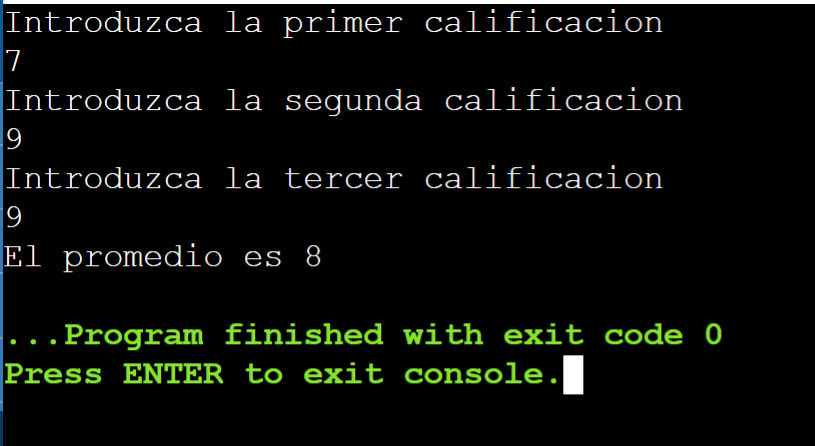 Introduzca la primer calificacion
7
Introduzca la segunda calificacion
9
Introduzca la tercer calificacion
9
El promedio es 8
...Program finished with exit code 0
Press ENTER to exit console.